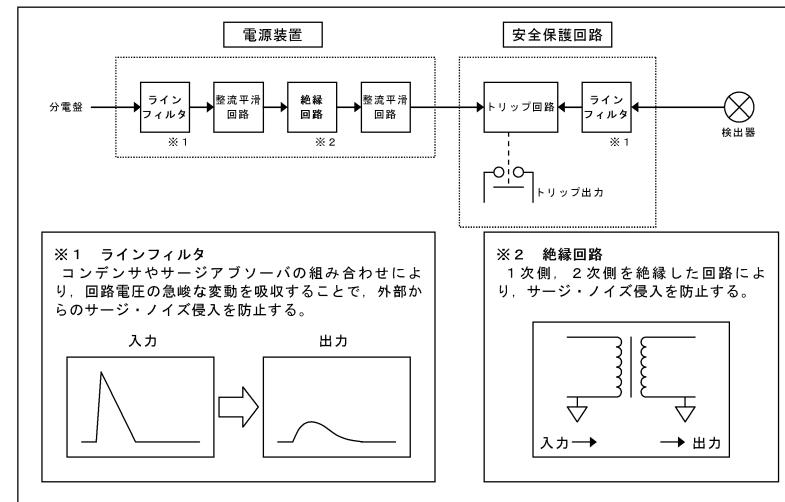 電源装置
安全保護回路
分電盤
ライン
フィルタ
※１
整流平滑
回路
絶縁
回路
※２
整流平滑
回路
トリップ回路
ライン
フィルタ
※１
検出器
トリップ出力
※１　ラインフィルタ
コンデンサやサージアブソーバの組み合わせによ
り，回路電圧の急峻な変動を吸収することで，外部か
らのサージ・ノイズ侵入を防止する。
入力
出力
※２　絶縁回路
１次側，２次側を絶縁した回路によ
り，サージ・ノイズ侵入を防止する。
入力
出力